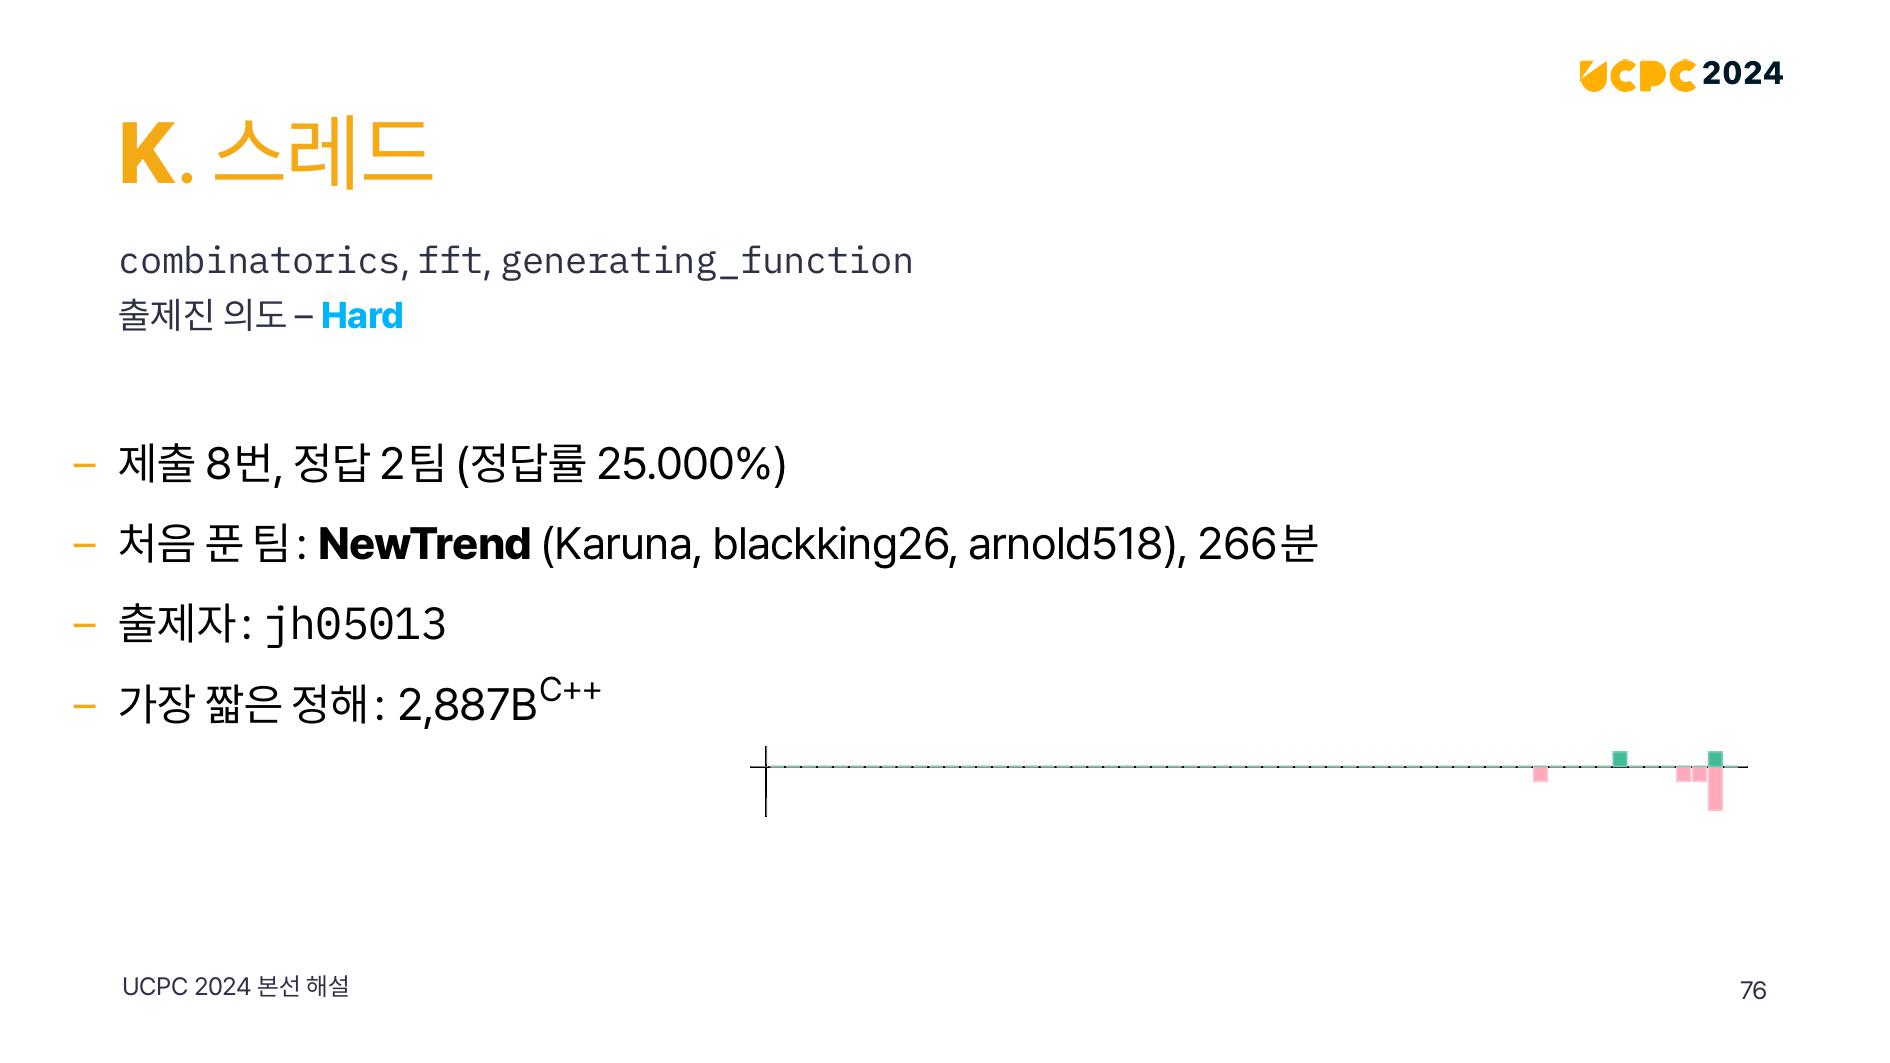 UCPC 2024
K. 스레드
combinatorics, fft, generating_function
출제진 의도 – Hard
– 제출 8번, 정답 2팀 (정답률 25.000%)
– 처음 푼 팀: NewTrend (Karuna, blackking26, arnold518), 266분
– 출제자: jh05013
– 가장 짧은 정해: 2,887B^C++
UCPC 2024 본선 해설
76